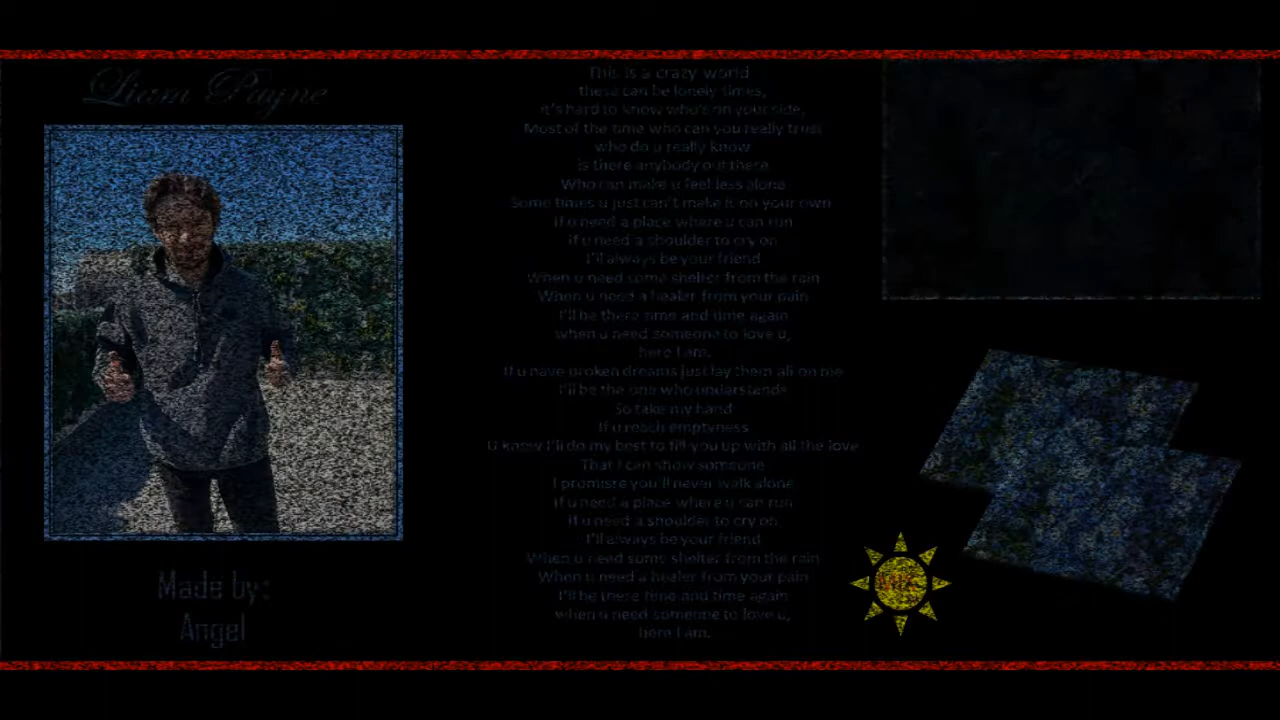 Liam Payne
This is a crazy world
these can be lonely times,
it's hard to know who's on your side,
Most of the time who can you really trust
who do u really know
is there anybody out there
Who can make u feel less alone
Some times u just can't make it on your own
if u need a place where u can run
if u need a shoulder to cry on
I'll always be your friend
When u need some shelter from the rain
When u need a healer from your pain
I'll be there time and time again
when u need someone to love u,
here I am.
If u have broken dreams just lay them all on me
I'll be the one who understands
So take my hand
If u reach emptyness
U know I'll do my best to fill you up with all the love
That I can show someone
I promisre you'll never walk alone
if u need a place where u can run
if u need a shoulder to cry on
I'll always be your friend
When u need some shelter from the rain
When u need a healer from your pain
I'll be there time and time again
when u need someone to love u,
here I am.
Made by:
Angel